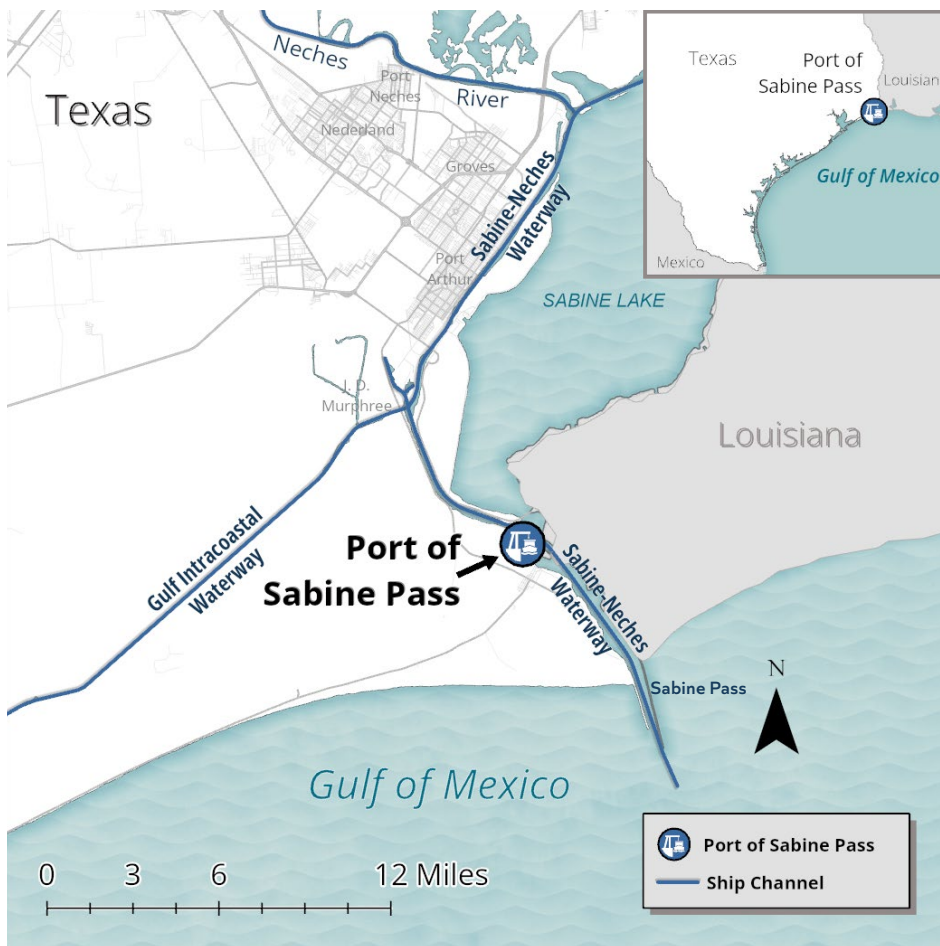 Neches
River
Texas
Port
Neches
Nederland
Groves
Sabine-Neches
Waterway
Port
Arthur
SABINE LAKE
Texas
Port of
Sabine Pass
Louisian
Gulf of Mexico
Mexico
J. D.
Murphree
Louisiana
Gulf Intracoastal
Waterway
Port of
Sabine Pass
Sabine-Neches
Waterway
Sabine Pass
N
Gulf of Mexico
0 3 6 12 Miles
Port of Sabine Pass
Ship Channel